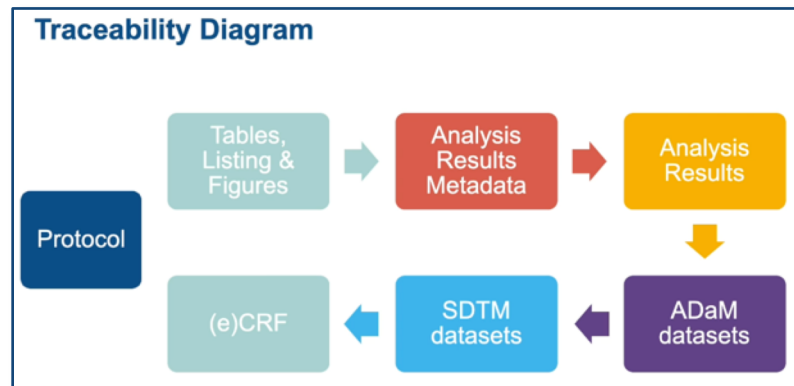 Traceability Diagram
Tables,
Listing &
Figures
Analysis
Results
Metadata
Analysis
Results
Protocol
(e)CRF
SDTM
datasets
ADaM
datasets